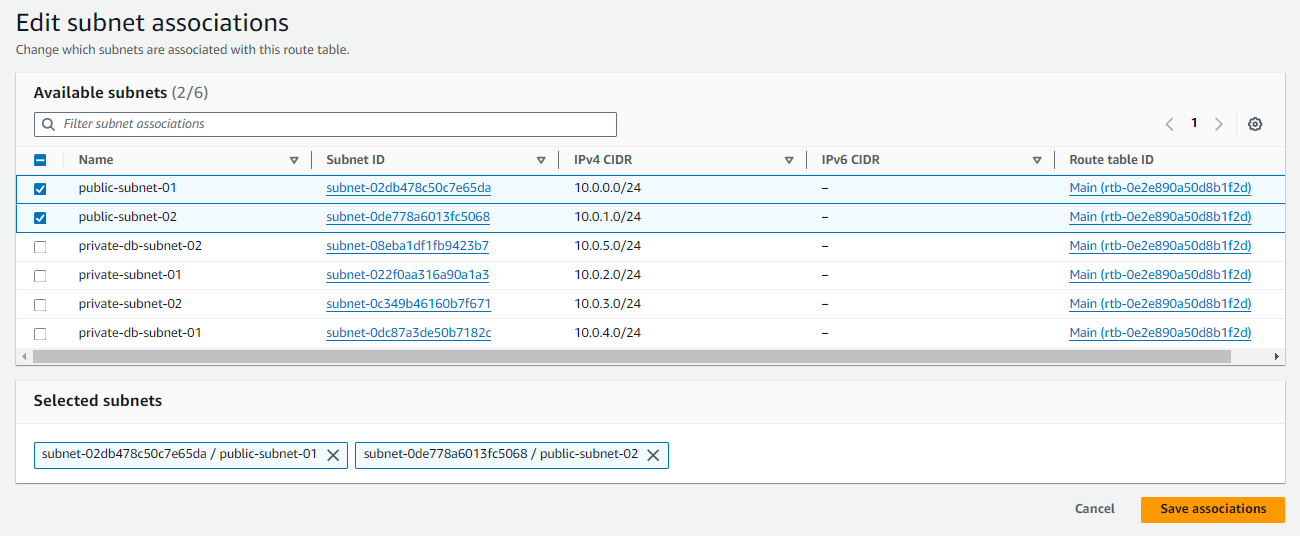 Edit subnet associations
Change which subnets are associated with this route table.
Available subnets (2/6)
Filter subnet associations
1
Name Subnet ID IPv4 CIDR IPv6 CIDR Route table ID
public-subnet-01 subnet-02db478c50c7e65da 10.0.0.0/24 – Main (rtb-0e2e890a50d8b1f2d)
public-subnet-02 subnet-0de778a6013fc5068 10.0.1.0/24 – Main (rtb-0e2e890a50d8b1f2d)
private-db-subnet-02 subnet-08eba1df1fb9423b7 10.0.5.0/24 – Main (rtb-0e2e890a50d8b1f2d)
private-subnet-01 subnet-022f0aa316a90a1a3 10.0.2.0/24 – Main (rtb-0e2e890a50d8b1f2d)
private-subnet-02 subnet-0c349b46160b7f671 10.0.3.0/24 – Main (rtb-0e2e890a50d8b1f2d)
private-db-subnet-01 subnet-0dc87a3de50b7182c 10.0.4.0/24 – Main (rtb-0e2e890a50d8b1f2d)
Selected subnets
subnet-02db478c50c7e65da / public-subnet-01 subnet-0de778a6013fc5068 / public-subnet-02
Cancel Save associations